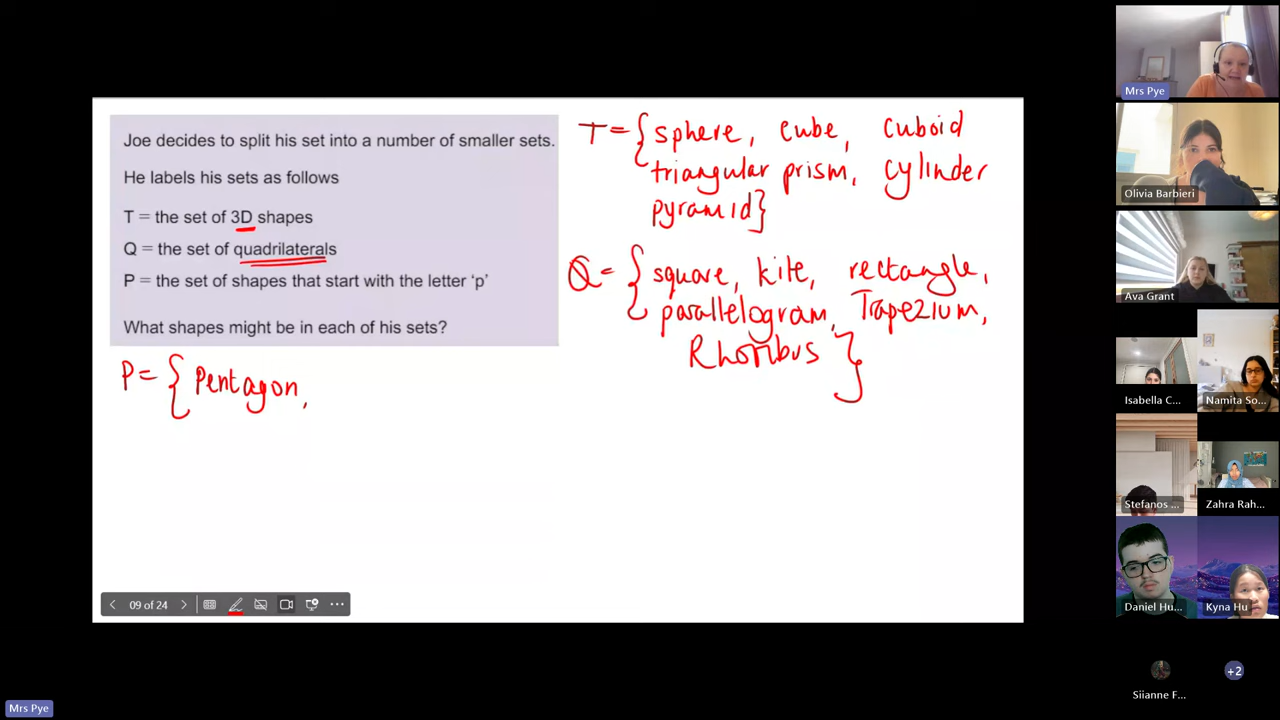 Joe decides to split his set into a number of smaller sets.
He labels his sets as follows
T = the set of 3D shapes
Q = the set of quadrilaterals
P = the set of shapes that start with the letter 'p'
What shapes might be in each of his sets?
T = { sphere, cube, cuboid
triangular prism, cylinder
pyramid}
Q = { square, kite, rectangle,
parallelogram, Trapezium,
Rhombus }
P = { Pentagon,
09 of 24
Mrs Pye
Olivia Barbieri
Ava Grant
Isabella C...
Namita So...
Stefanos ...
Zahra Rah...
Daniel Hu...
Kyna Hu
Siianne F...
+2
Mrs Pye